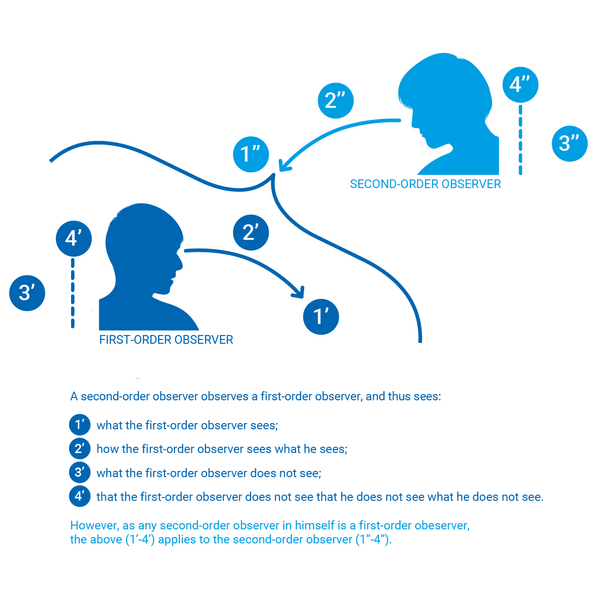 4’’
2’’
3’’
1’’
SECOND-ORDER OBSERVER
4’
2’
3’
1’
FIRST-ORDER OBSERVER
A second-order observer observes a first-order observer, and thus sees:
1’ what the first-order observer sees;
2’ how the first-order observer sees what he sees;
3’ what the first-order observer does not see;
4’ that the first-order observer does not see that he does not see what he does not see.
However, as any second-order observer in himself is a first-order obeserver,
the above (1’-4’) applies to the second-order observer (1“-4“).